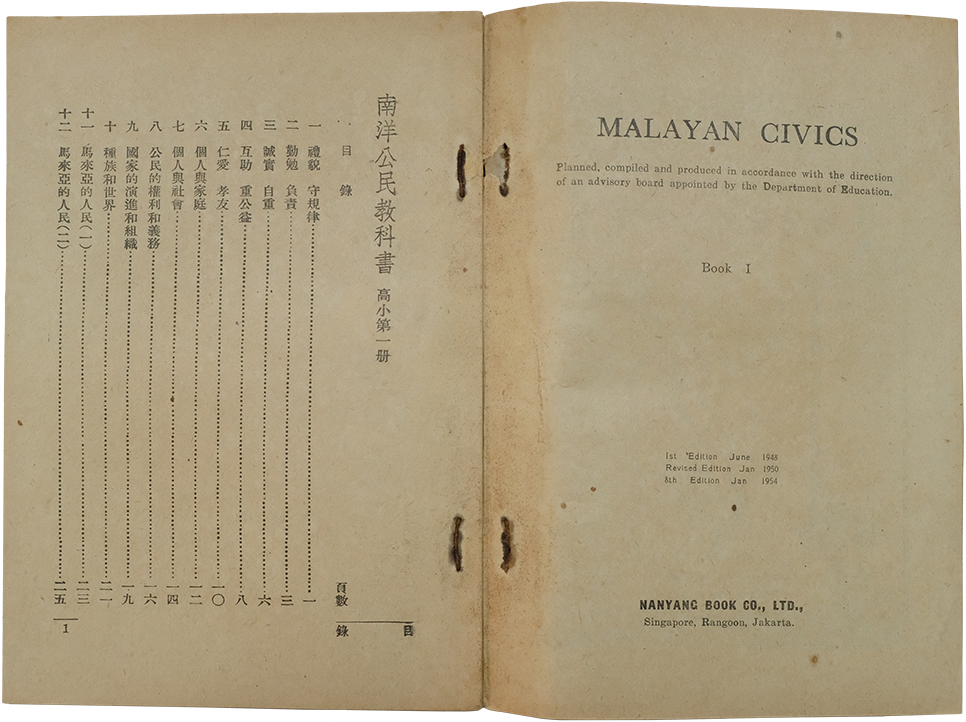 MALAYAN CIVICS
Planned, compiled and produced in accordance with the direction
of an advisory board appointed by the Department of Education.
Book I
1st Edition June 1948
Revised Edition Jan 1950
8th Edition Jan 1954
NANYANG BOOK CO., LTD.,
Singapore, Rangoon, Jakarta.
南洋公民教科書 高小第一册
目錄 頁數
一 禮貌 守規律……一
二 勤勉 負責……三
三 誠實 自重……六
四 互助 重公益……八
五 仁愛 孝友……一〇
六 個人與家庭……一二
七 個人與社會……一四
八 公民的權利和義務……一六
九 國家的演進和組織……一九
十 種族和世界……二一
十一 馬來亞的人民(一)……二三
十二 馬來亞的人民(二)……二五
目錄
1